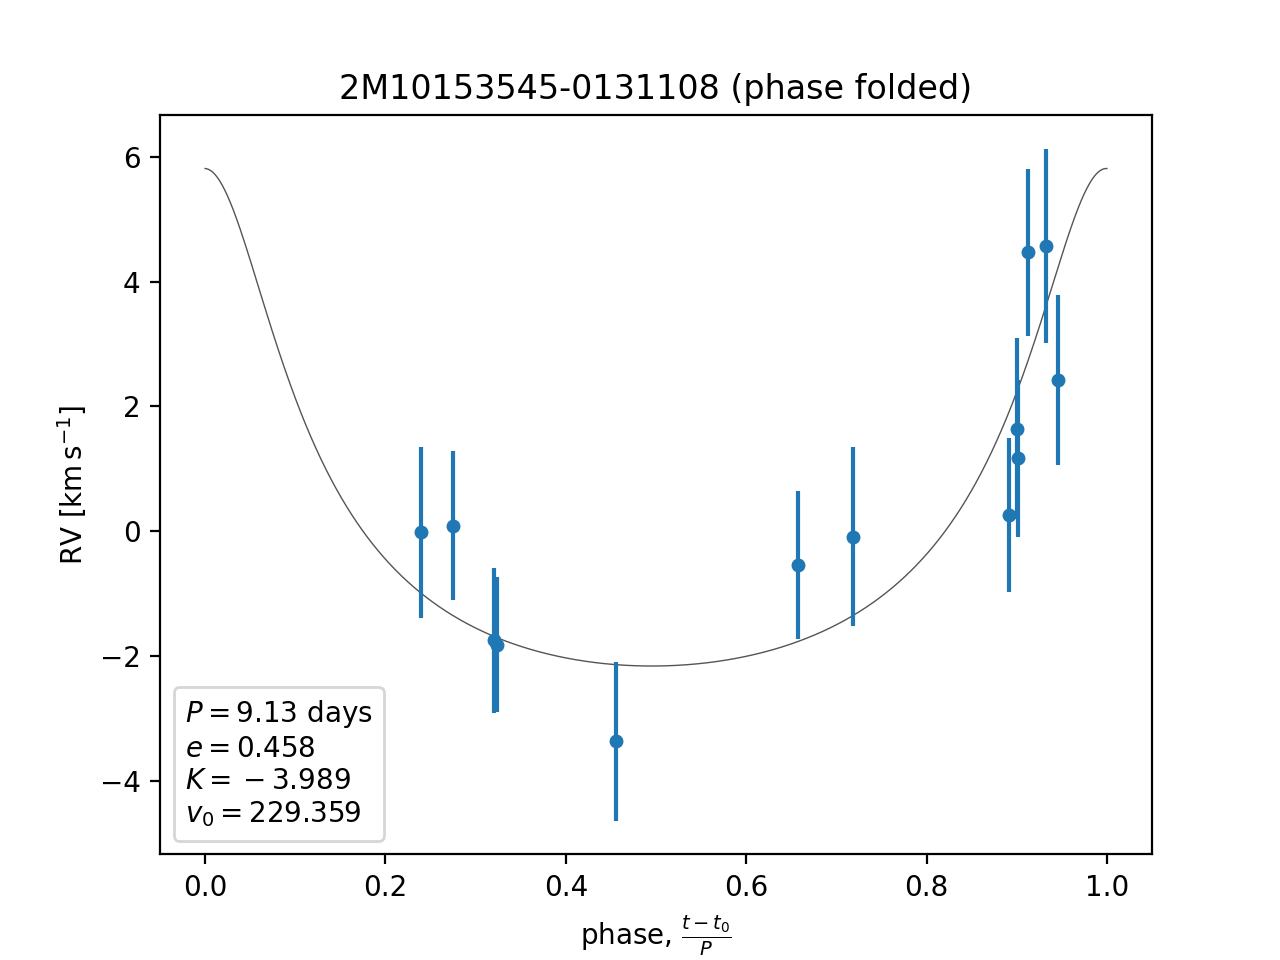 2M10153545-0131108 (phase folded)
RV [km s⁻¹]
6
4
2
0
−2
−4
P = 9.13 days
e = 0.458
K = −3.989
v₀ = 229.359
0.0 0.2 0.4 0.6 0.8 1.0
phase, (t − t₀)/P